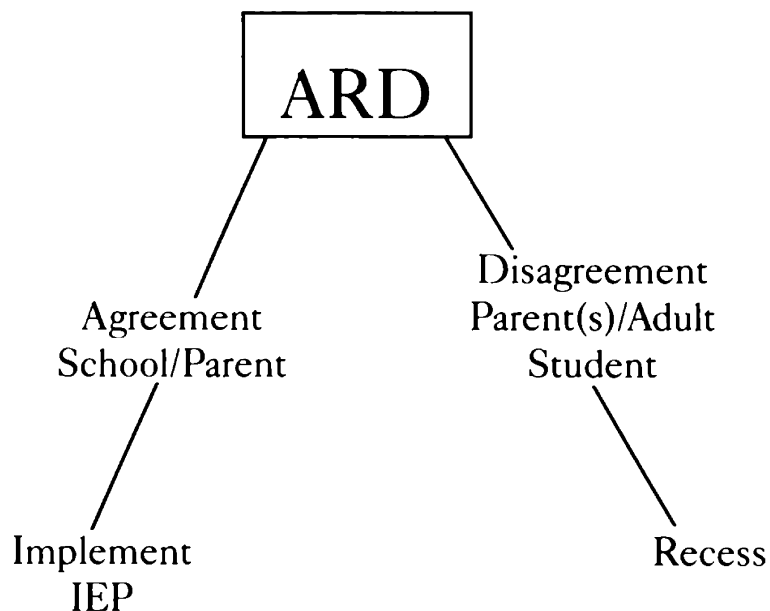 ARD
Agreement
School/Parent
Disagreement
Parent(s)/Adult
Student
Implement
IEP
Recess